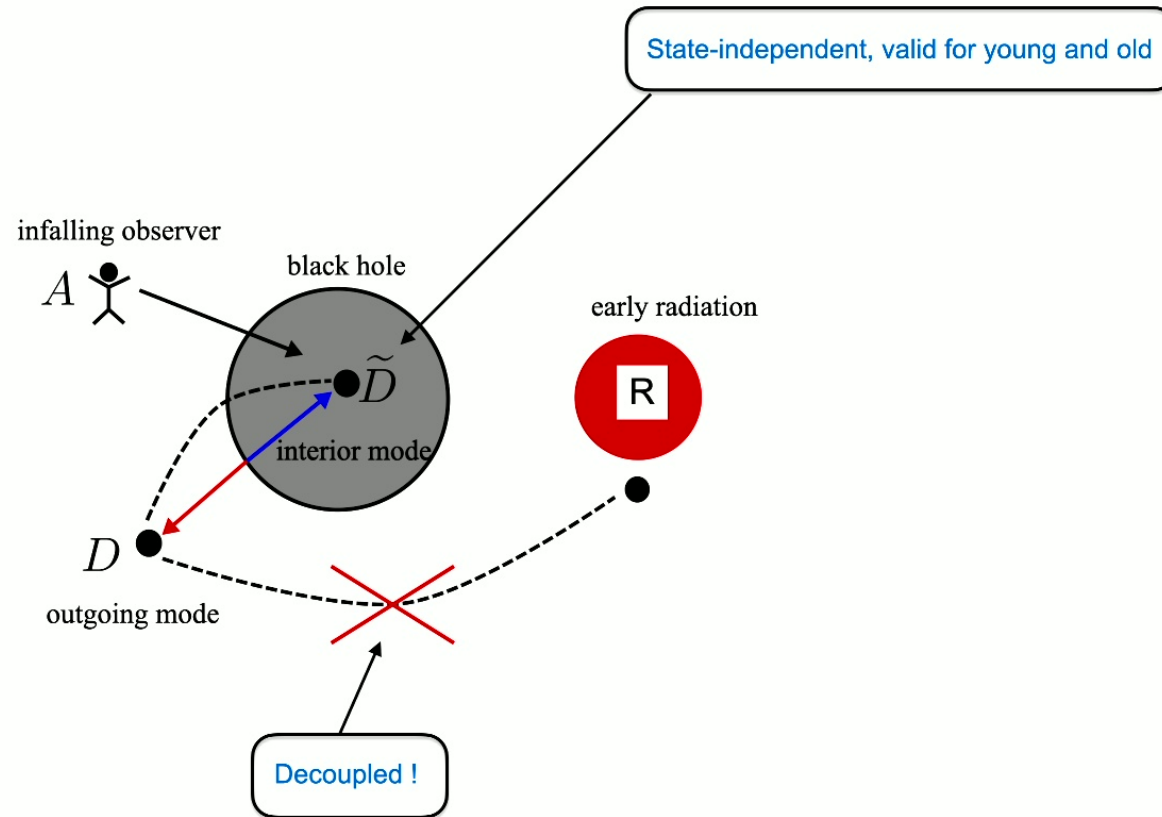 State-independent, valid for young and old
infalling observer
A
black hole
early radiation
D̃
R
interior mode
D
outgoing mode
Decoupled !